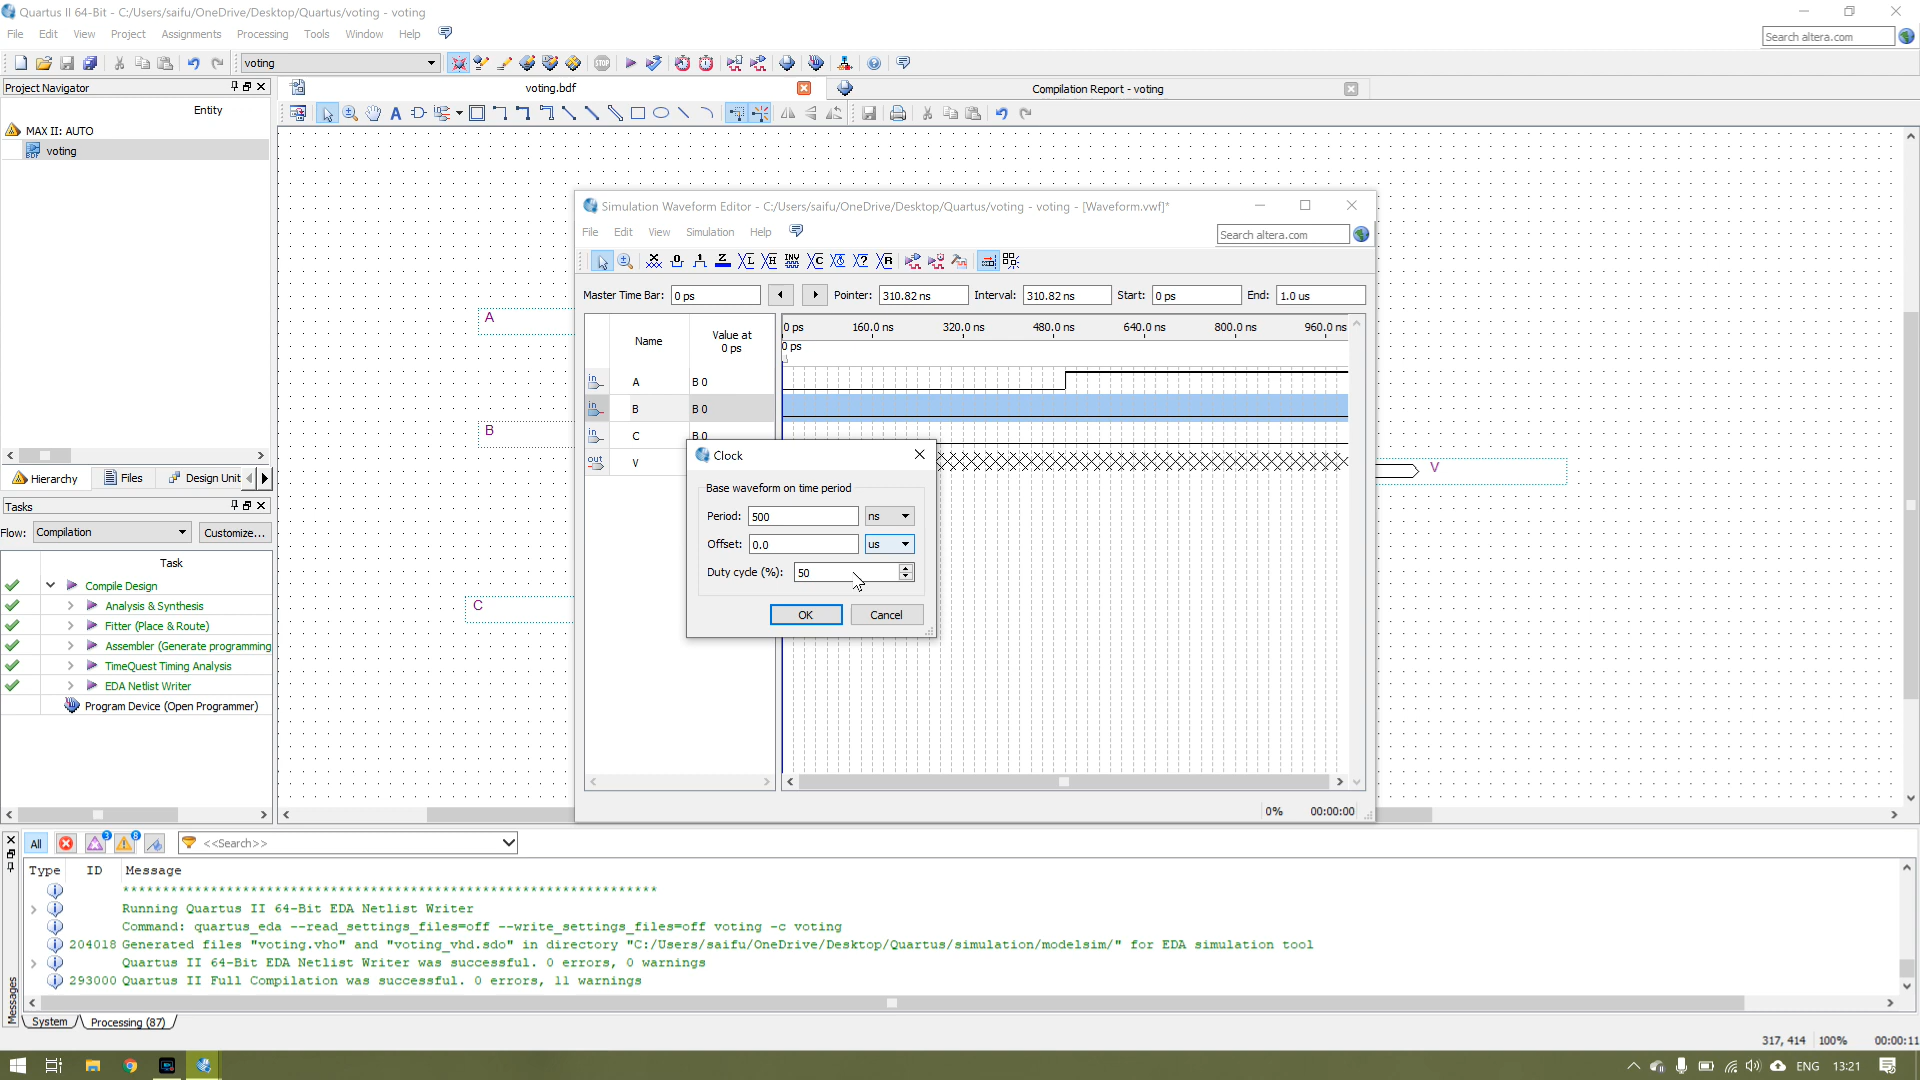 Quartus II 64-Bit - C:/Users/saifu/OneDrive/Desktop/Quartus/voting - voting
File Edit View Project Assignments Processing Tools Window Help
Search altera.com
voting
STOP
Project Navigator
voting.bdf
Compilation Report - voting
Entity
MAX II: AUTO
BDF voting
Hierarchy Files Design Unit
Tasks
Flow: Compilation Customize...
Task
Compile Design
Analysis & Synthesis
Fitter (Place & Route)
Assembler (Generate programming
TimeQuest Timing Analysis
EDA Netlist Writer
Program Device (Open Programmer)
A
B
C
V
Simulation Waveform Editor - C:/Users/saifu/OneDrive/Desktop/Quartus/voting - voting - [Waveform.vwf]*
File Edit View Simulation Help
Search altera.com
Master Time Bar: 0 ps Pointer: 310.82 ns Interval: 310.82 ns Start: 0 ps End: 1.0 us
Name Value at 0 ps
0 ps 160.0 ns 320.0 ns 480.0 ns 640.0 ns 800.0 ns 960.0 ns
0 ps
in A B 0
in B B 0
in C B 0
out V
Clock
Base waveform on time period
Period: 500 ns
Offset: 0.0 us
Duty cycle (%): 50
OK Cancel
0% 00:00:00
All 3 8 <<Search>>
Type ID Message
*******************************************************************
Running Quartus II 64-Bit EDA Netlist Writer
Command: quartus_eda --read_settings_files=off --write_settings_files=off voting -c voting
204018 Generated files "voting.vho" and "voting_vhd.sdo" in directory "C:/Users/saifu/OneDrive/Desktop/Quartus/simulation/modelsim/" for EDA simulation tool
Quartus II 64-Bit EDA Netlist Writer was successful. 0 errors, 0 warnings
293000 Quartus II Full Compilation was successful. 0 errors, 11 warnings
Messages
System Processing (87)
317, 414 100% 00:00:11
ENG 13:21